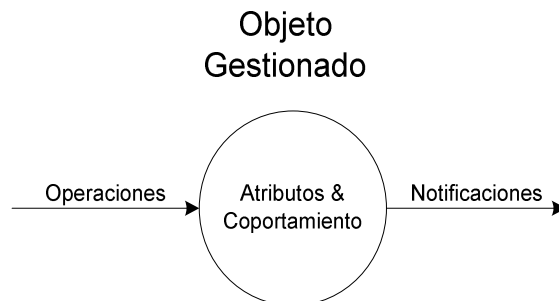 Objeto
Gestionado
Operaciones
Atributos &
Coportamiento
Notificaciones